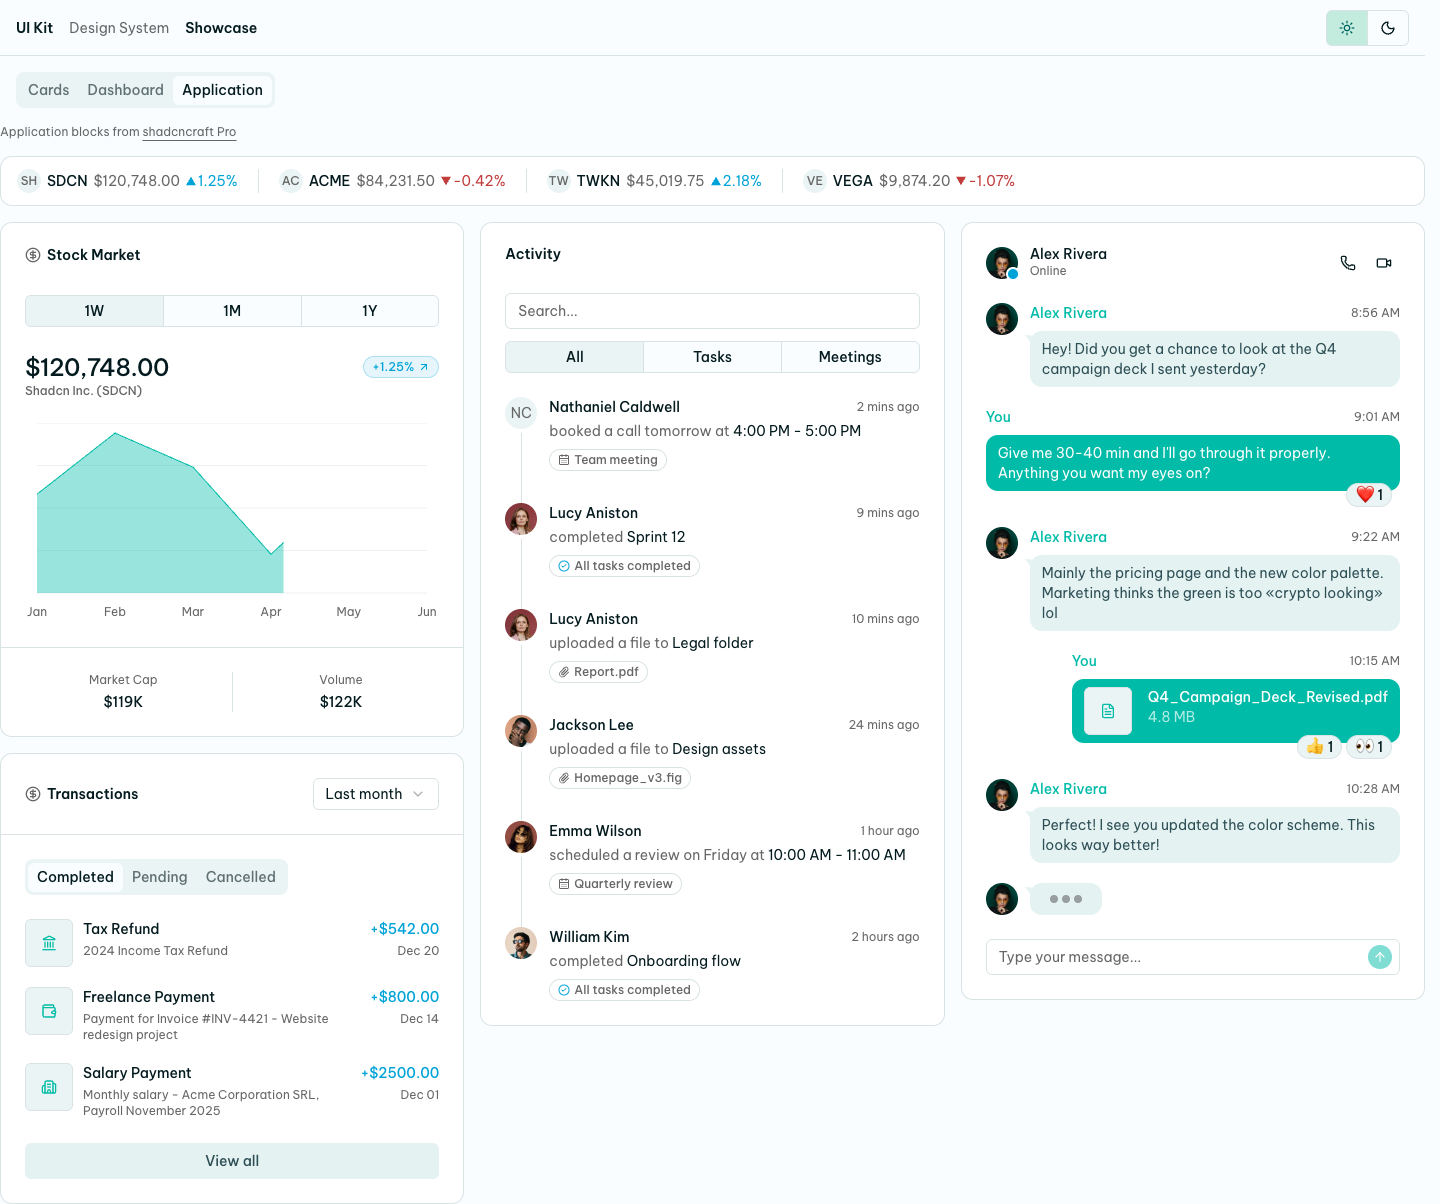 UI Kit Design System Showcase
Cards Dashboard Application
Application blocks from shadcncraft Pro
SH SDCN $120,748.00 ▲1.25% AC ACME $84,231.50 ▼-0.42% TW TWKN $45,019.75 ▲2.18% VE VEGA $9,874.20 ▼-1.07%
Stock Market
1W 1M 1Y
$120,748.00 +1.25%
Shadcn Inc. (SDCN)
Jan Feb Mar Apr May Jun
Market Cap Volume
$119K $122K
Transactions Last month
Completed Pending Cancelled
Tax Refund +$542.00
2024 Income Tax Refund Dec 20
Freelance Payment +$800.00
Payment for Invoice #INV-4421 - Website Dec 14
redesign project
Salary Payment +$2500.00
Monthly salary - Acme Corporation SRL, Dec 01
Payroll November 2025
View all
Activity
Search...
All Tasks Meetings
NC Nathaniel Caldwell 2 mins ago
booked a call tomorrow at 4:00 PM - 5:00 PM
Team meeting
Lucy Aniston 9 mins ago
completed Sprint 12
All tasks completed
Lucy Aniston 10 mins ago
uploaded a file to Legal folder
Report.pdf
Jackson Lee 24 mins ago
uploaded a file to Design assets
Homepage_v3.fig
Emma Wilson 1 hour ago
scheduled a review on Friday at 10:00 AM - 11:00 AM
Quarterly review
William Kim 2 hours ago
completed Onboarding flow
All tasks completed
Alex Rivera
Online
Alex Rivera 8:56 AM
Hey! Did you get a chance to look at the Q4
campaign deck I sent yesterday?
You 9:01 AM
Give me 30-40 min and I'll go through it properly.
Anything you want my eyes on?
❤️ 1
Alex Rivera 9:22 AM
Mainly the pricing page and the new color palette.
Marketing thinks the green is too «crypto looking»
lol
You 10:15 AM
Q4_Campaign_Deck_Revised.pdf
4.8 MB
👍 1 👀 1
Alex Rivera 10:28 AM
Perfect! I see you updated the color scheme. This
looks way better!
Type your message...